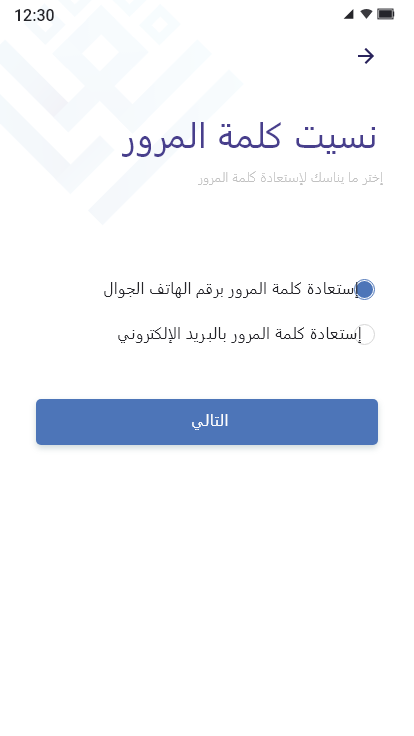 12:30
نسيت كلمة المرور
إختر ما يناسك لإستعادة كلمة المرور
إستعادة كلمة المرور برقم الهاتف الجوال
إستعادة كلمة المرور بالبريد الإلكتروني
التالي